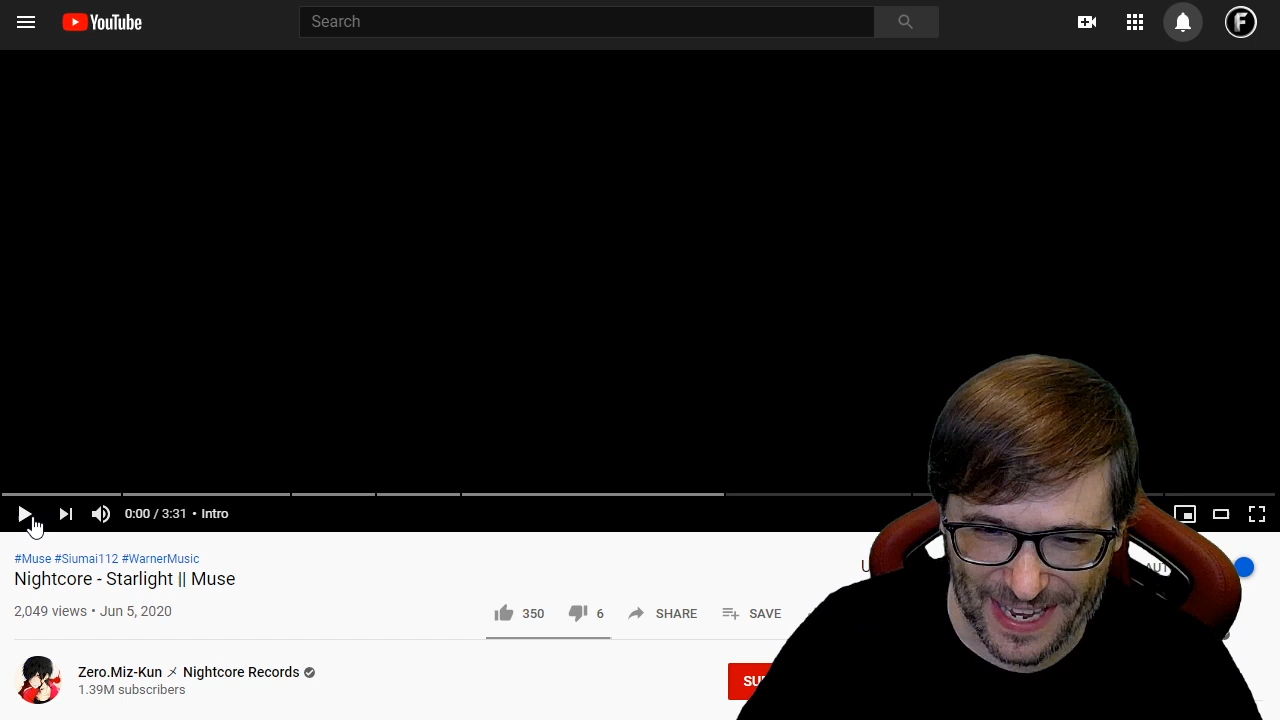 YouTube
Search
F
0:00 / 3:31 • Intro
#Muse #Siumai112 #WarnerMusic
Nightcore - Starlight || Muse
2,049 views • Jun 5, 2020
350
6
SHARE
SAVE
Zero.Miz-Kun メ Nightcore Records
1.39M subscribers